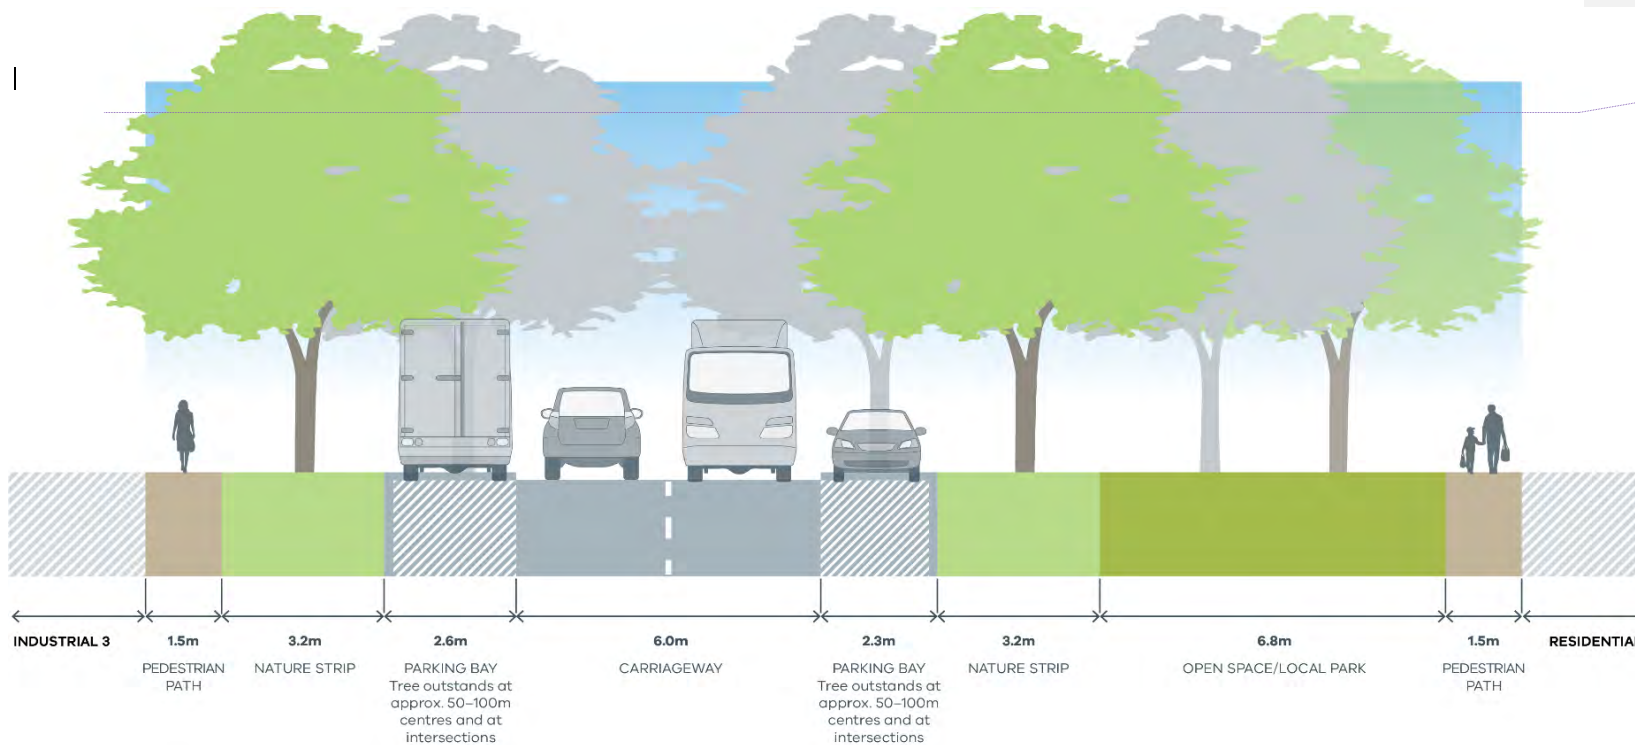 INDUSTRIAL 3
1.5m
PEDESTRIAN
PATH
3.2m
NATURE STRIP
2.6m
PARKING BAY
Tree outstands at
approx. 50–100m
centres and at
intersections
6.0m
CARRIAGEWAY
2.3m
PARKING BAY
Tree outstands at
approx. 50–100m
centres and at
intersections
3.2m
NATURE STRIP
6.8m
OPEN SPACE/LOCAL PARK
1.5m
PEDESTRIAN
PATH
RESIDENTIA